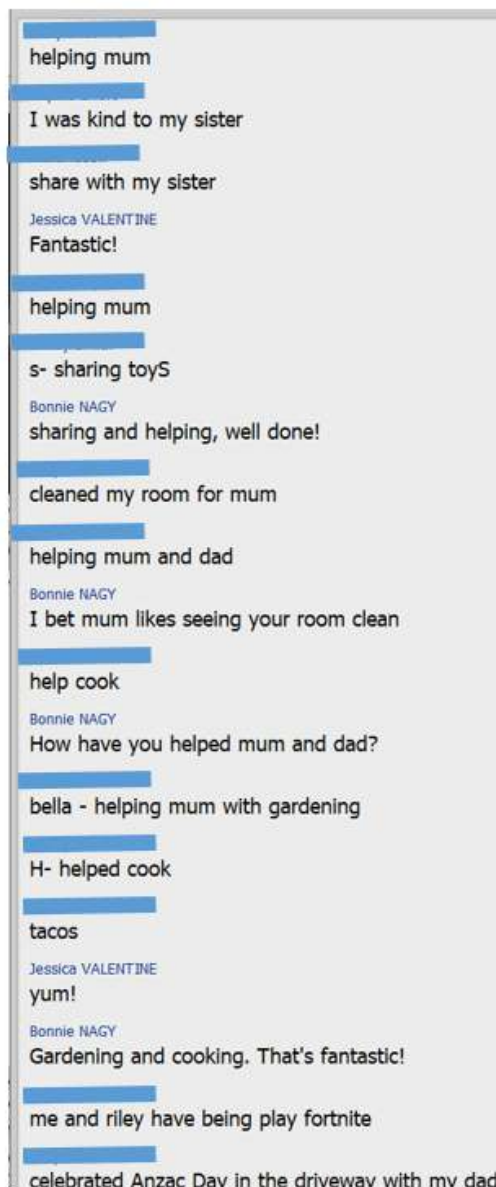 helping mum
I was kind to my sister
share with my sister
Jessica VALENTINE
Fantastic!
helping mum
s- sharing toyS
Bonnie NAGY
sharing and helping, well done!
cleaned my room for mum
helping mum and dad
Bonnie NAGY
I bet mum likes seeing your room clean
help cook
Bonnie NAGY
How have you helped mum and dad?
bella - helping mum with gardening
H- helped cook
tacos
Jessica VALENTINE
yum!
Bonnie NAGY
Gardening and cooking. That's fantastic!
me and riley have being play fortnite
celebrated Anzac Day in the driveway with my dad